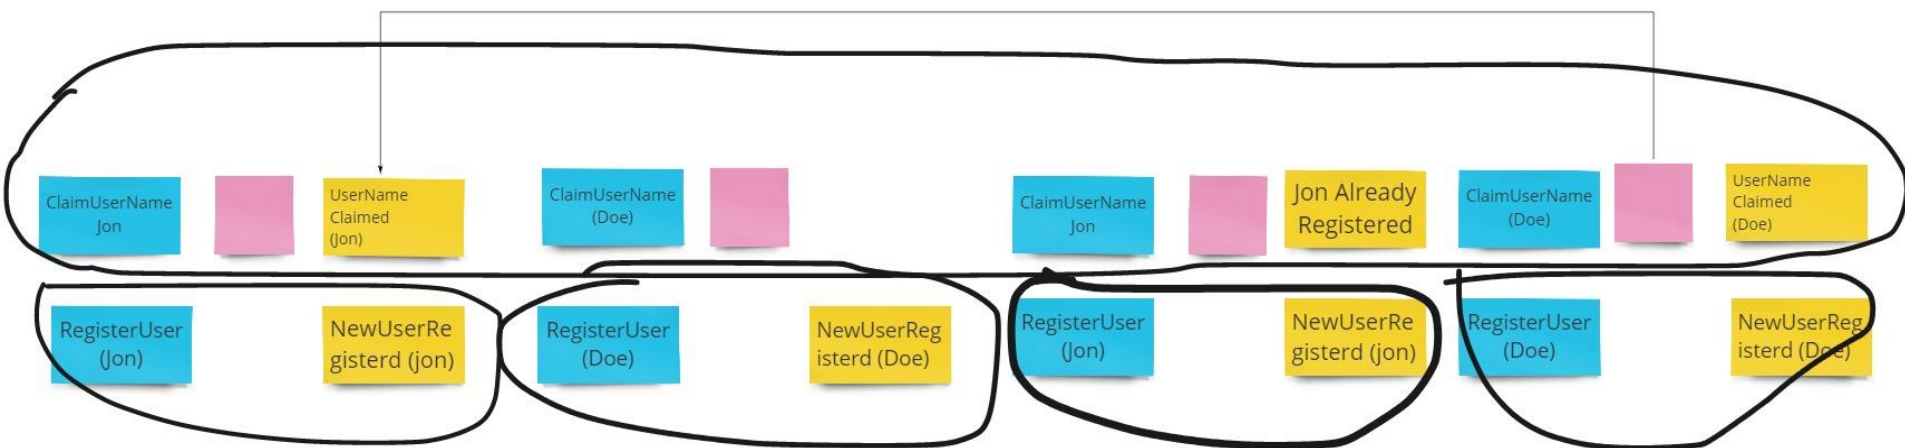 ClaimUserName
Jon
UserName
Claimed
(Jon)
ClaimUserName
(Doe)
ClaimUserName
Jon
Jon Already
Registered
ClaimUserName
(Doe)
UserName
Claimed
(Doe)
RegisterUser
(Jon)
NewUserRe
gisterd (jon)
RegisterUser
(Doe)
NewUserReg
isterd (Doe)
RegisterUser
(Jon)
NewUserRe
gisterd (jon)
RegisterUser
(Doe)
NewUserReg
isterd (Doe)